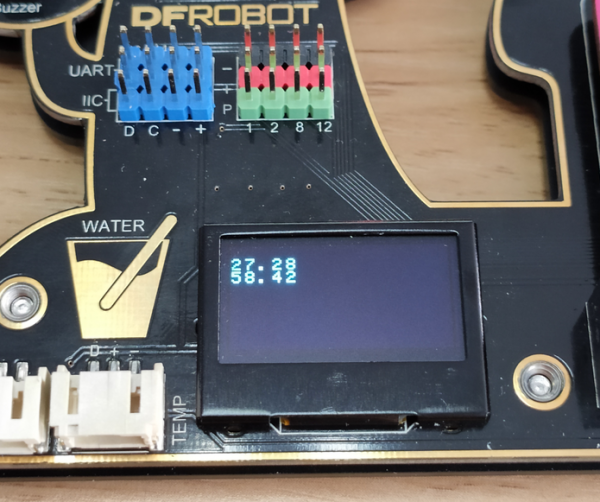 Buzzer
DFROBOT
UART
IIC
D C - +
-
+
P
1 2 8 12
WATER
27.28
58.42
D + -
TEMP